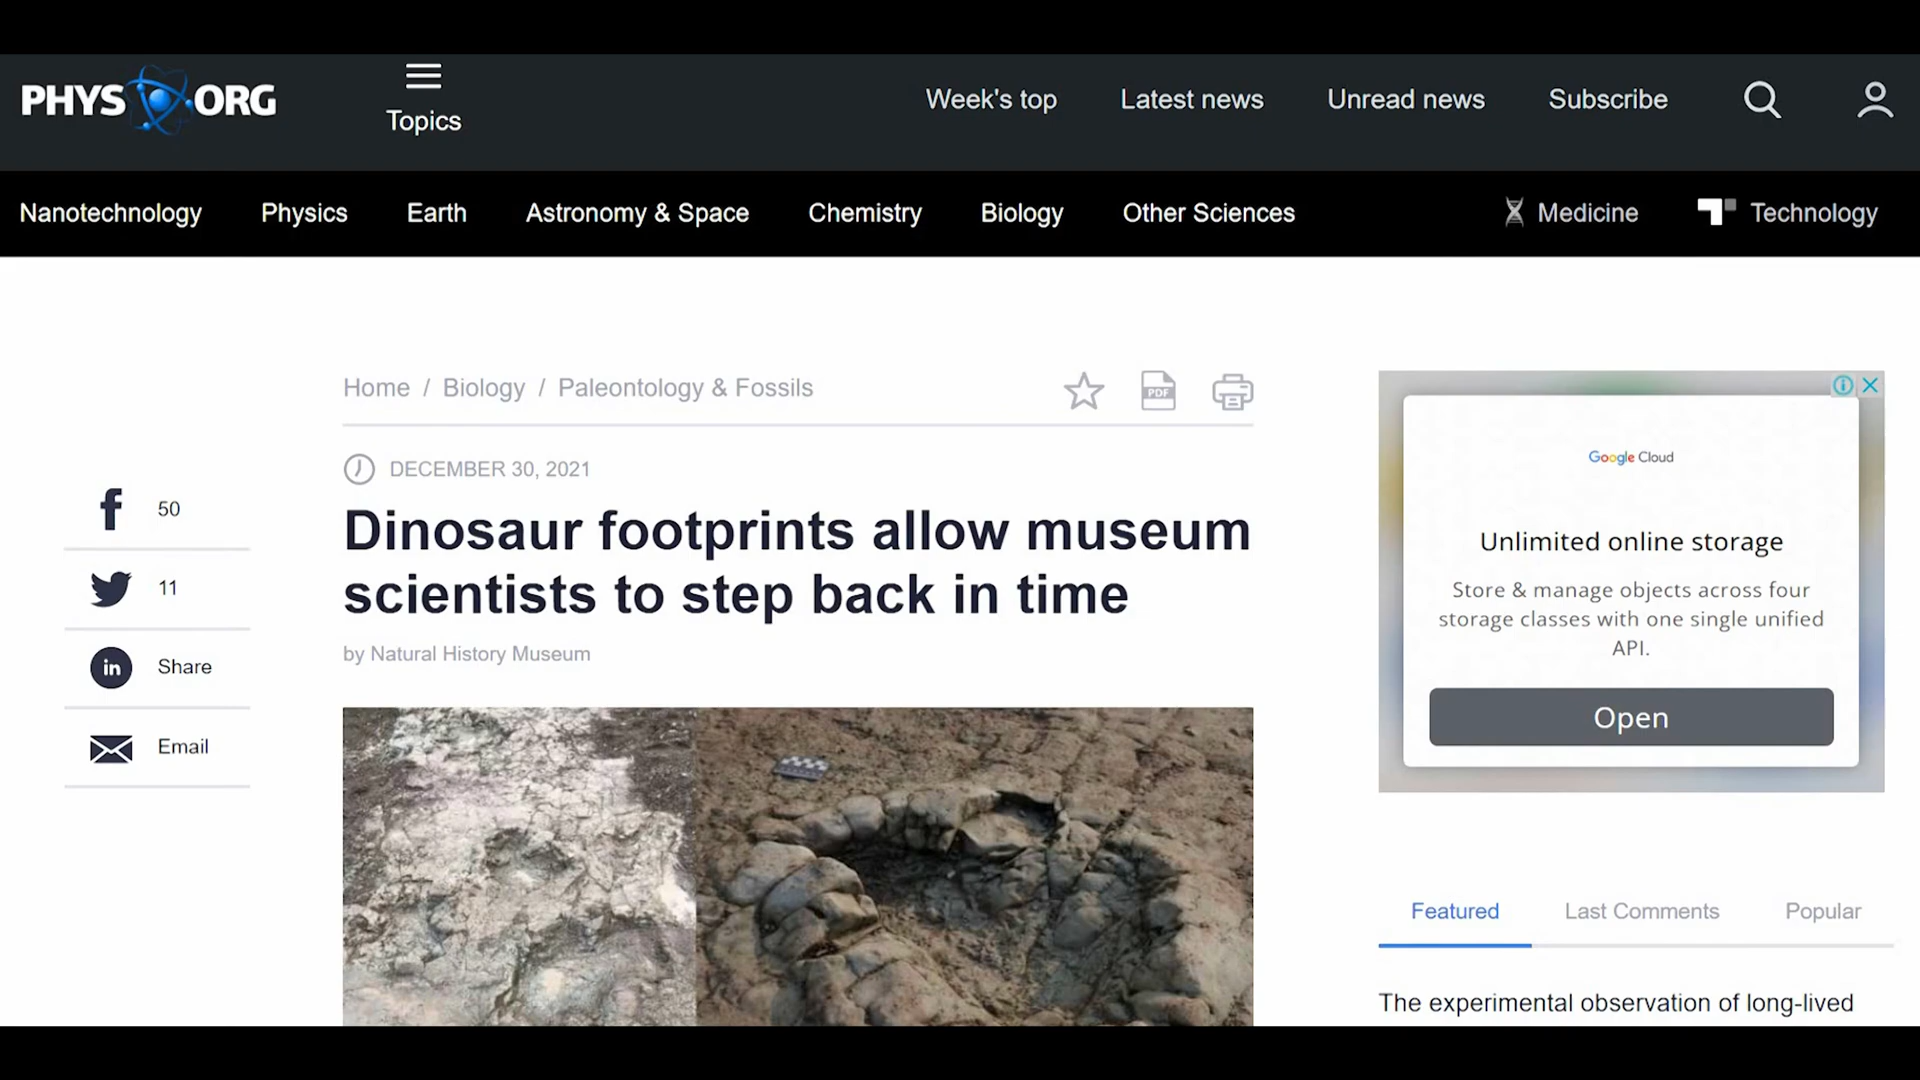 PHYS ORG
Topics
Week's top
Latest news
Unread news
Subscribe
Nanotechnology
Physics
Earth
Astronomy & Space
Chemistry
Biology
Other Sciences
Medicine
Technology
Home / Biology / Paleontology & Fossils
PDF
DECEMBER 30, 2021
Dinosaur footprints allow museum
scientists to step back in time
by Natural History Museum
f 50
11
in Share
Email
Google Cloud
Unlimited online storage
Store & manage objects across four
storage classes with one single unified
API.
Open
Featured
Last Comments
Popular
The experimental observation of long-lived